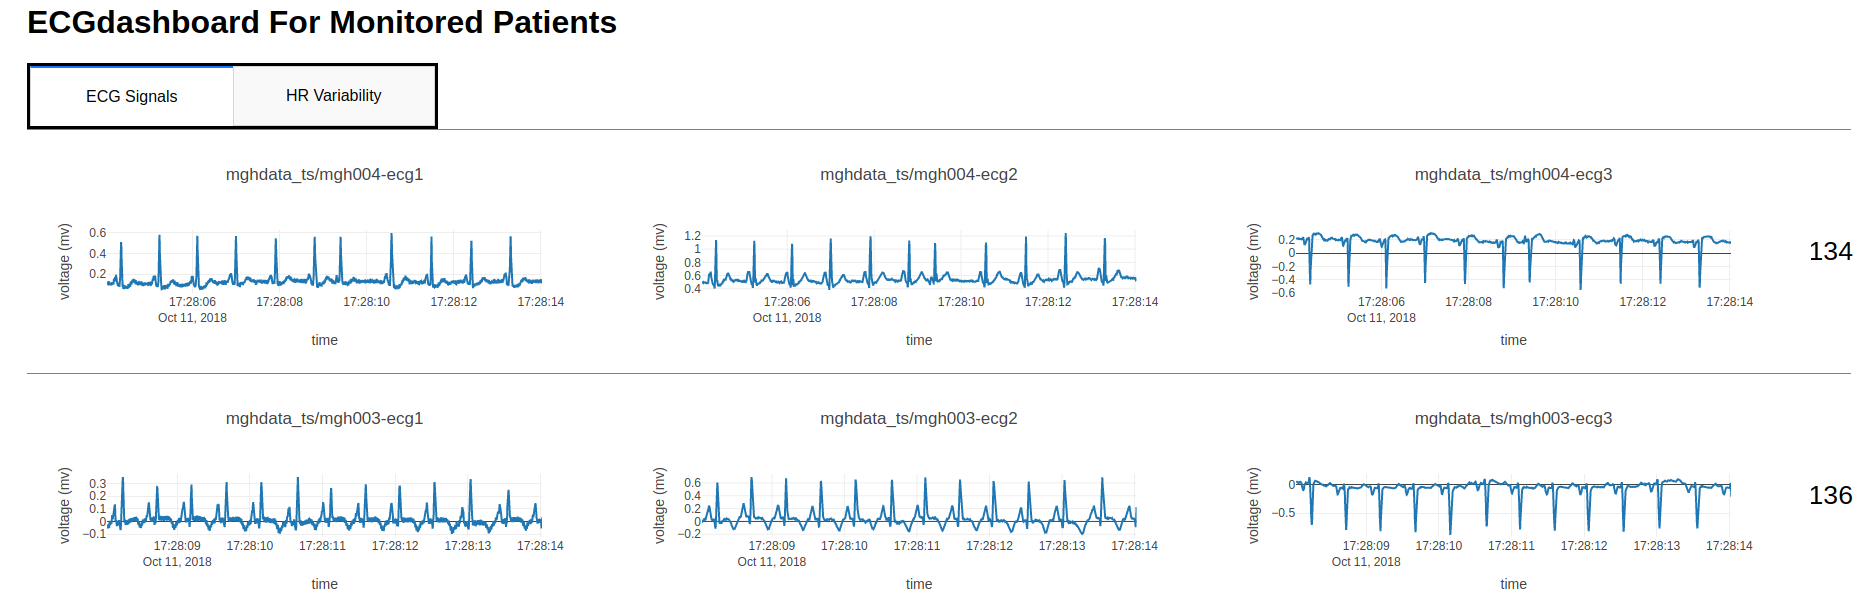 ECGdashboard For Monitored Patients
ECG Signals HR Variability
mghdata_ts/mgh004-ecg1 mghdata_ts/mgh004-ecg2 mghdata_ts/mgh004-ecg3
voltage (mv)
0.6
0.4
0.2
17:28:06 17:28:08 17:28:10 17:28:12 17:28:14
Oct 11, 2018
time
voltage (mv)
1.2
1
0.8
0.6
0.4
17:28:06 17:28:08 17:28:10 17:28:12 17:28:14
Oct 11, 2018
time
voltage (mv)
0.2
0
−0.2
−0.4
−0.6
17:28:06 17:28:08 17:28:10 17:28:12 17:28:14
Oct 11, 2018
time
134
mghdata_ts/mgh003-ecg1 mghdata_ts/mgh003-ecg2 mghdata_ts/mgh003-ecg3
voltage (mv)
0.3
0.2
0.1
0
−0.1
17:28:09 17:28:10 17:28:11 17:28:12 17:28:13 17:28:14
Oct 11, 2018
time
voltage (mv)
0.6
0.4
0.2
0
−0.2
17:28:09 17:28:10 17:28:11 17:28:12 17:28:13 17:28:14
Oct 11, 2018
time
voltage (mv)
0
−0.5
17:28:09 17:28:10 17:28:11 17:28:12 17:28:13 17:28:14
Oct 11, 2018
time
136